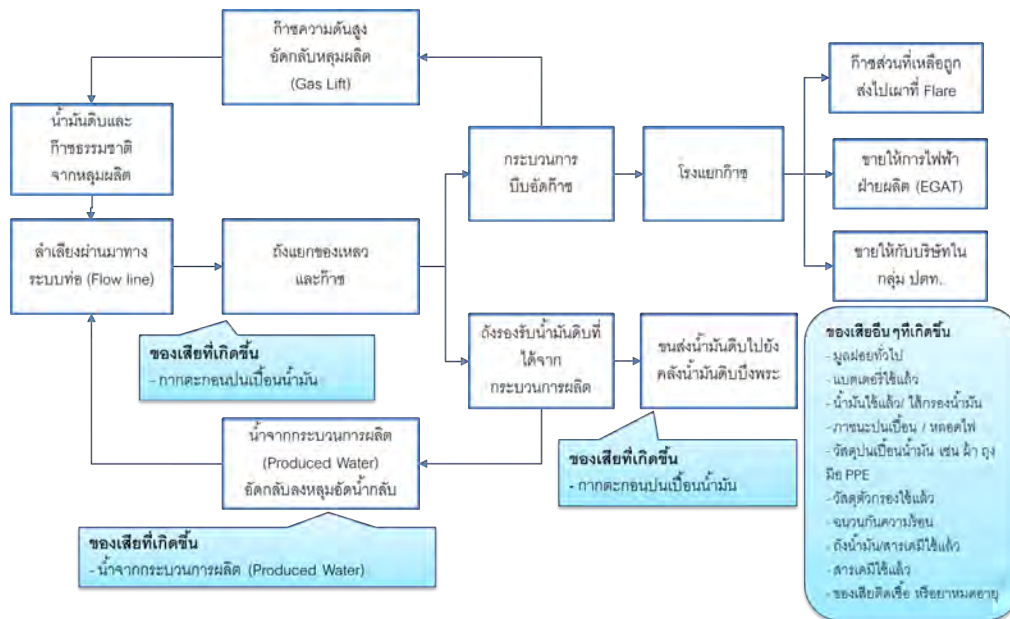 ก๊าซความดันสูง
อัดกลับหลุมผลิต
(Gas Lift)
น้ำมันดิบและ
ก๊าซธรรมชาติ
จากหลุมผลิต
ลำเลียงผ่านมาทาง
ระบบท่อ (Flow line)
ถังแยกของเหลว
และก๊าซ
ของเสียที่เกิดขึ้น
- กากตะกอนปนเปื้อนน้ำมัน
กระบวนการ
บีบอัดก๊าซ
โรงแยกก๊าซ
ก๊าซส่วนที่เหลือถูก
ส่งไปเผาที่ Flare
ขายให้การไฟฟ้า
ฝ่ายผลิต (EGAT)
ขายให้กับบริษัทใน
กลุ่ม ปตท.
ถังรองรับน้ำมันดิบที่
ได้จาก
กระบวนการผลิต
ขนส่งน้ำมันดิบไปยัง
คลังน้ำมันดิบบึงพระ
ของเสียที่เกิดขึ้น
- กากตะกอนปนเปื้อนน้ำมัน
น้ำจากกระบวนการผลิต
(Produced Water)
อัดกลับลงหลุมอัดน้ำกลับ
ของเสียที่เกิดขึ้น
- น้ำจากกระบวนการผลิต (Produced Water)
ของเสียอื่นๆที่เกิดขึ้น
- มูลฝอยทั่วไป
- แบตเตอรี่ใช้แล้ว
- น้ำมันใช้แล้ว/ ไส้กรองน้ำมัน
- ภาชนะปนเปื้อน / หลอดไฟ
- วัสดุปนเปื้อนน้ำมัน เช่น ผ้า ถุง
มือ PPE
- วัสดุตัวกรองใช้แล้ว
- ฉนวนกันความร้อน
- ถังน้ำมัน/สารเคมีใช้แล้ว
- สารเคมีใช้แล้ว
- ของเสียติดเชื้อ หรือยาหมดอายุ